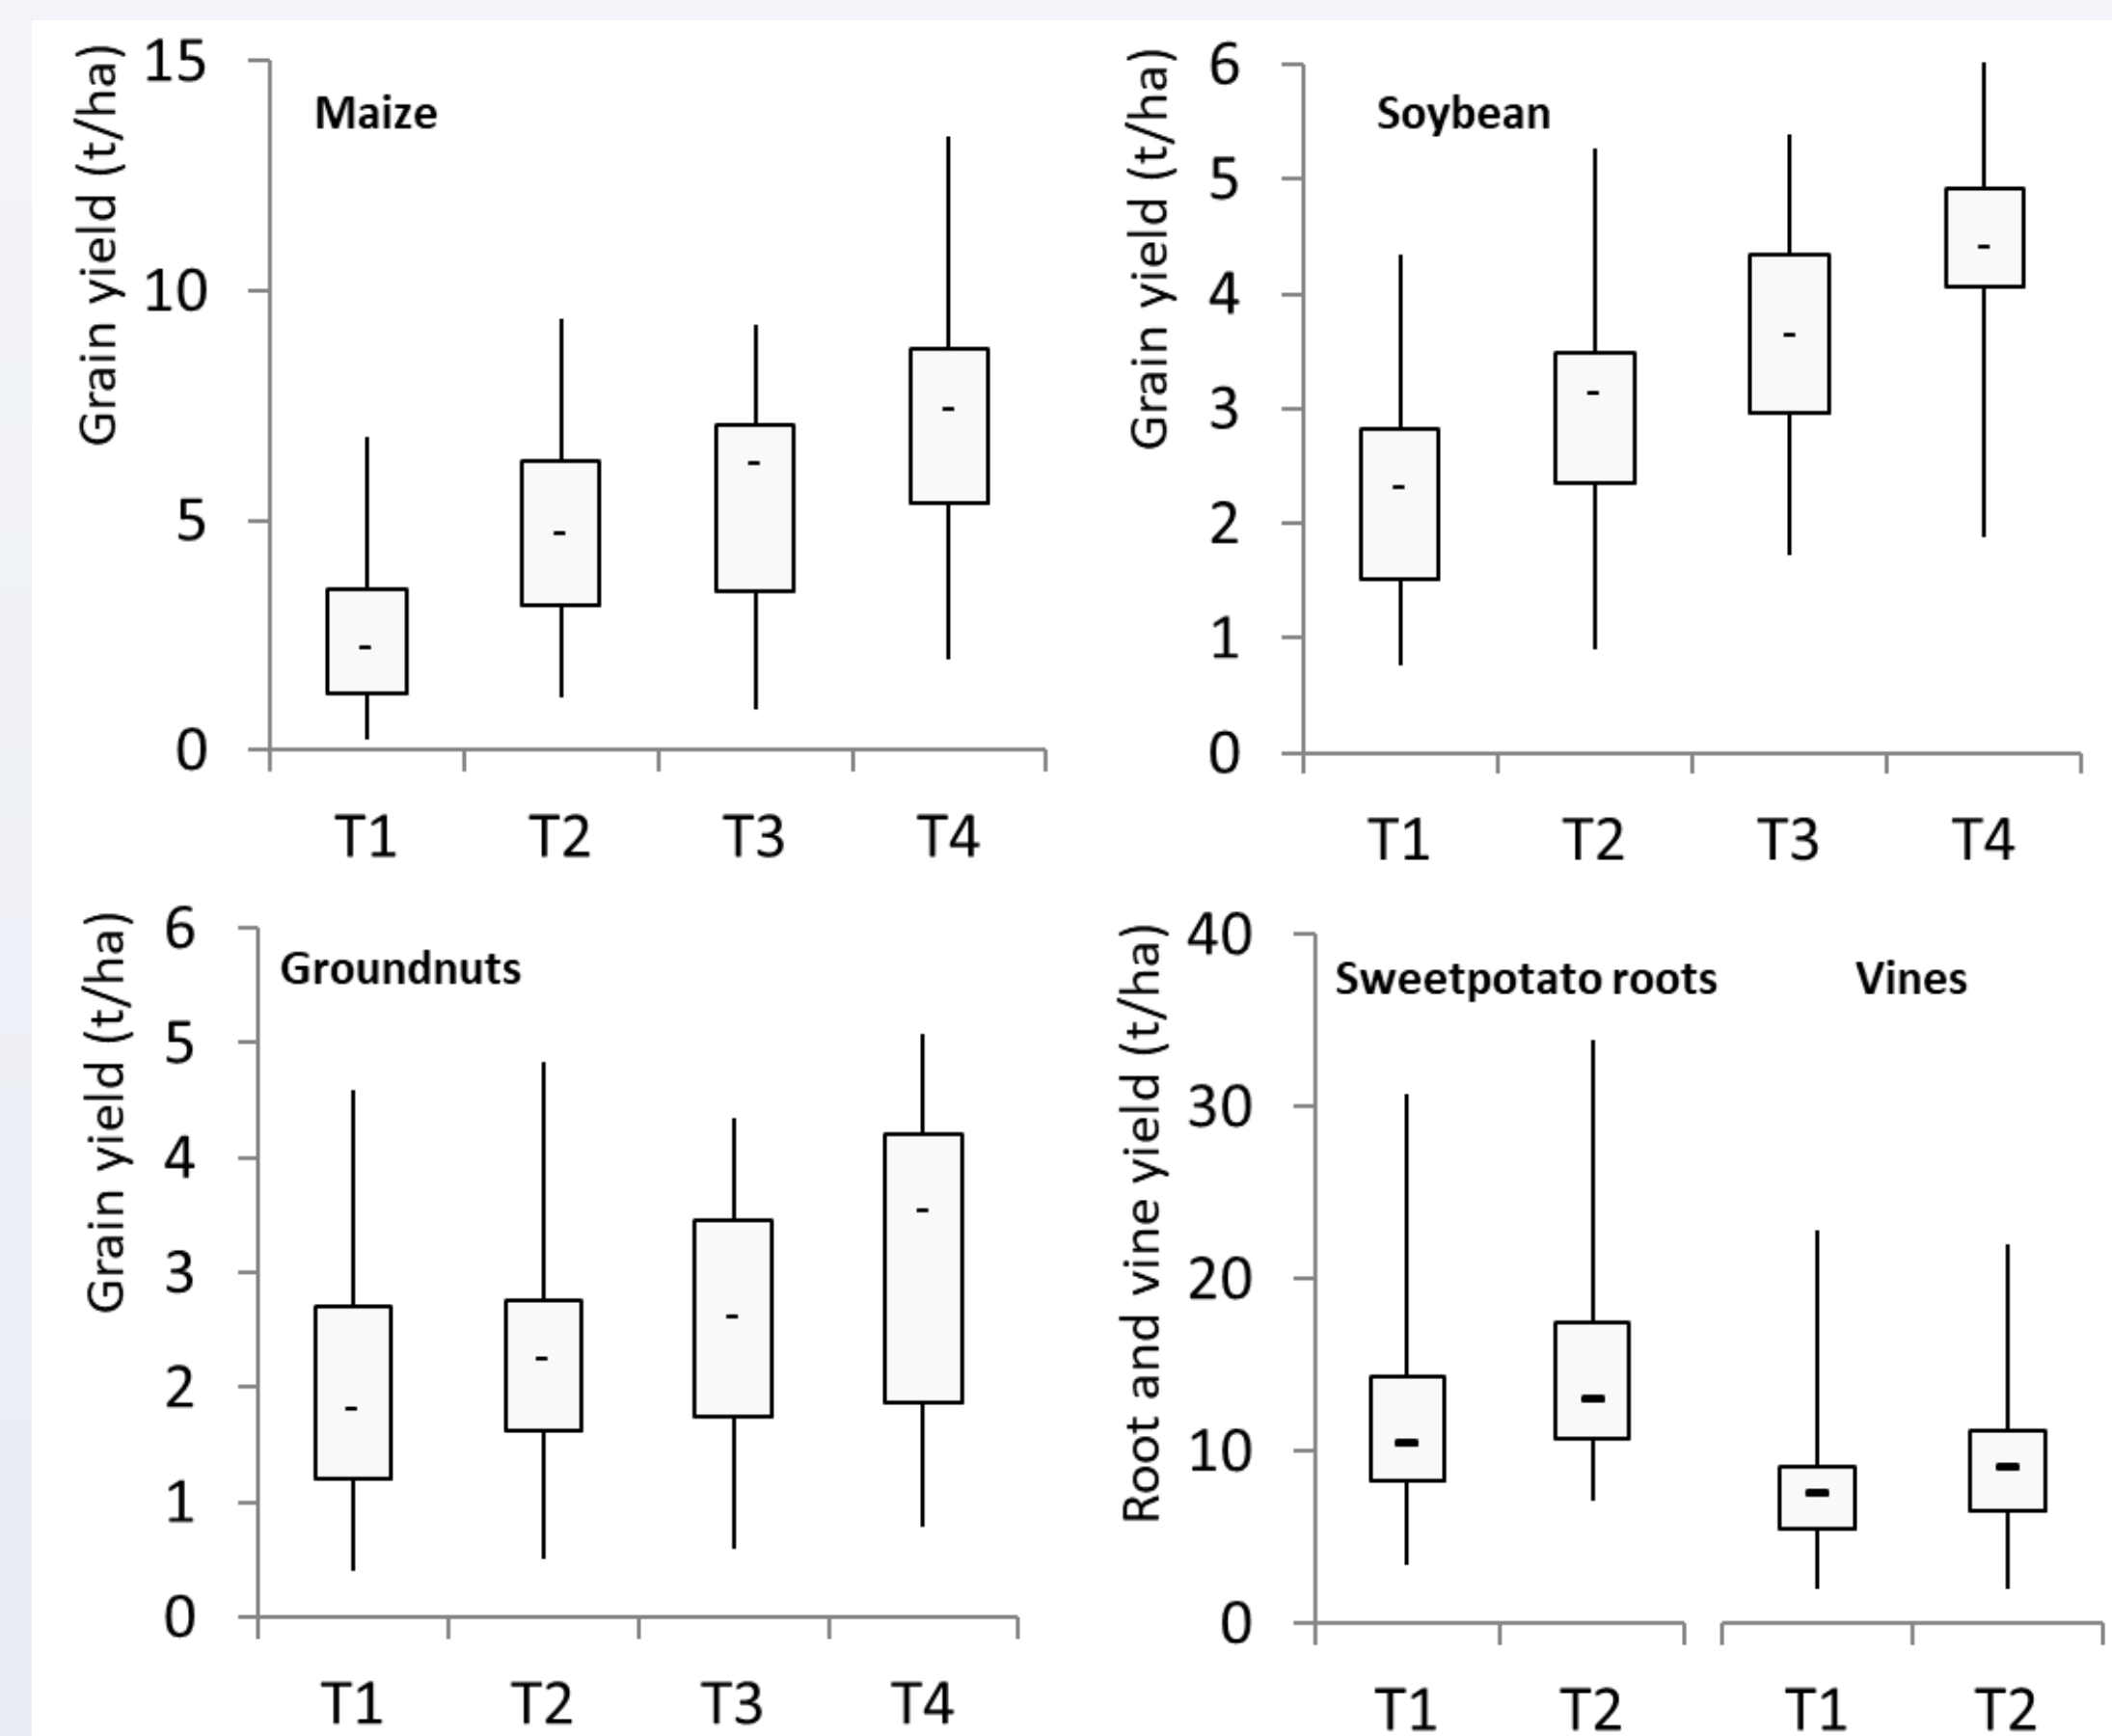 Grain yield (t/ha)
15
10
5
0
Maize
T1 T2 T3 T4
Grain yield (t/ha)
6
5
4
3
2
1
0
Soybean
T1 T2 T3 T4
Grain yield (t/ha)
6
5
4
3
2
1
0
Groundnuts
T1 T2 T3 T4
Root and vine yield (t/ha)
40
30
20
10
0
Sweetpotato roots Vines
T1 T2 T1 T2